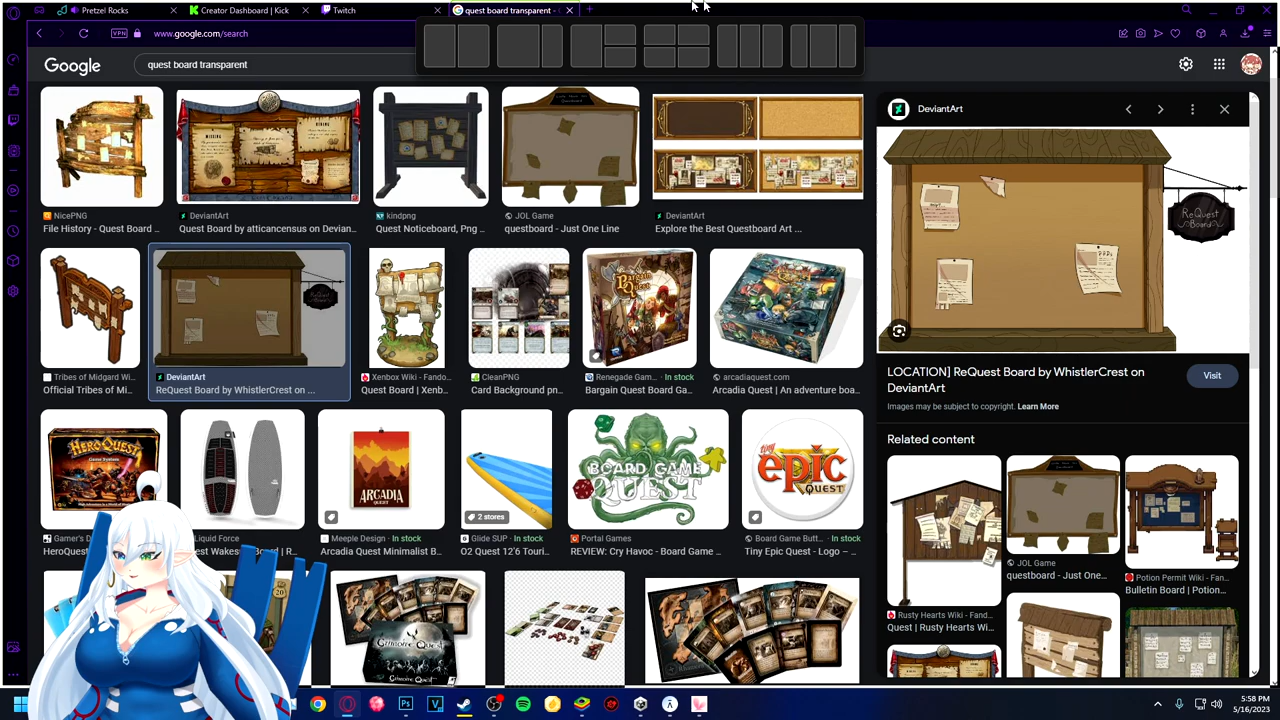 Pretzel Rocks
Creator Dashboard | Kick
Twitch
quest board transparent -
VPN
www.google.com/search
Google
quest board transparent
NicePNG
File History - Quest Board ..
DeviantArt
Quest Board by atticancensus on Devian...
kindpng
Quest Noticeboard, Png ...
JOL Game
questboard - Just One Line
DeviantArt
Explore the Best Questboard Art ...
Tribes of Midgard Wi...
Official Tribes of Mi...
DeviantArt
ReQuest Board by WhistlerCrest on ...
Xenbox Wiki - Fando...
Quest Board | Xenb...
CleanPNG
Card Background pn...
Renegade Gam... · In stock
Bargain Quest Board Ga...
arcadiaquest.com
Arcadia Quest | An adventure boa...
DeviantArt
ReQuest
Board
LOCATION] ReQuest Board by WhistlerCrest on
DeviantArt
Visit
Images may be subject to copyright. Learn More
Related content
HEROQUEST
ARCADIA
QUEST
BOARD GAME
QUEST
tiny
EPIC
QUEST
2 stores
Gamer's D...
HeroQuest
Liquid Force
Meeple Design · In stock
Arcadia Quest Minimalist B...
Glide SUP · In stock
O2 Quest 12'6 Touri...
Portal Games
REVIEW: Cry Havoc - Board Game ...
Board Game Butt... · In stock
Tiny Epic Quest - Logo – ...
JOL Game
questboard - Just One...
Potion Permit Wiki - Fan...
Bulletin Board | Potion...
Rusty Hearts Wiki - Fand...
Quest | Rusty Hearts Wi...
5:58 PM
5/16/2023